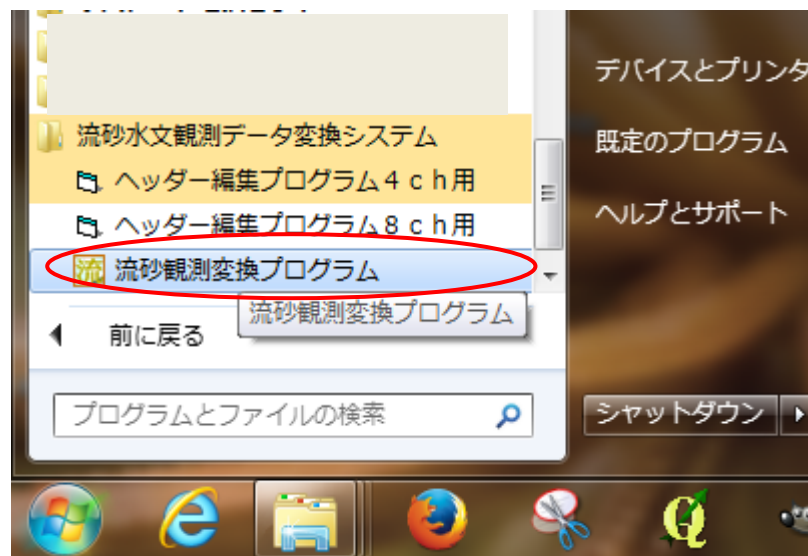 流砂水文観測データ変換システム
ヘッダー編集プログラム4ch用
ヘッダー編集プログラム8ch用
流 流砂観測変換プログラム
流砂観測変換プログラム
前に戻る
プログラムとファイルの検索
デバイスとプリンタ
既定のプログラム
ヘルプとサポート
シャットダウン